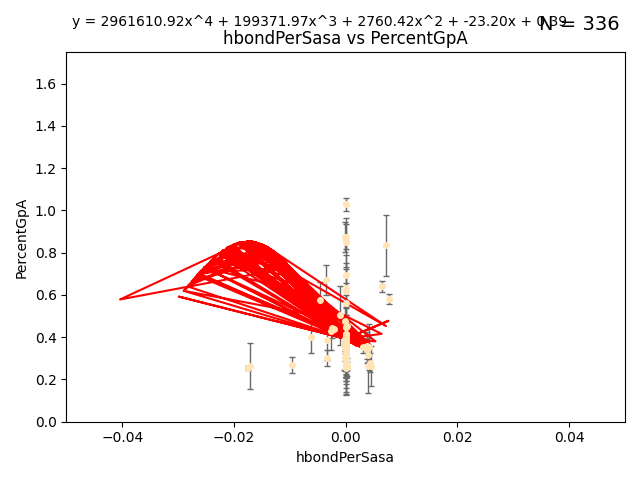 y = 2961610.92x^4 + 199371.97x^3 + 2760.42x^2 + -23.20x + 0.39
N = 336
hbondPerSasa vs PercentGpA
PercentGpA
1.6
1.4
1.2
1.0
0.8
0.6
0.4
0.2
0.0
−0.04 −0.02 0.00 0.02 0.04
hbondPerSasa